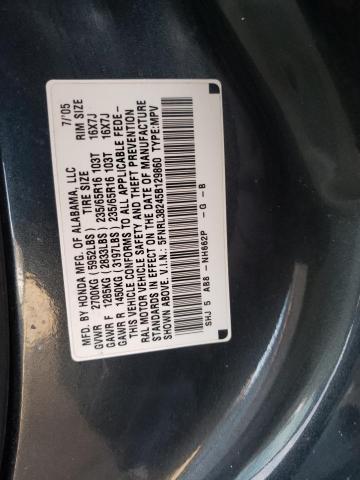 MFD. BY HONDA MFG. OF ALABAMA, LLC 7/'05
GVWR 2700KG (5952LBS) TIRE SIZE RIM SIZE
GAWR F 1285KG (2833LBS) 235/65R16 103T 16X7J
GAWR R 1450KG (3197LBS) 235/65R16 103T 16X7J
THIS VEHICLE CONFORMS TO ALL APPLICABLE FEDE-
RAL MOTOR VEHICLE SAFETY AND THEFT PREVENTION
STANDARDS IN EFFECT ON THE DATE OF MANUFACTURE
SHOWN ABOVE. V.I.N.: 5FNRL38245B129860 TYPE:MPV
SHJ 5 AB8 - NH662P - G - B